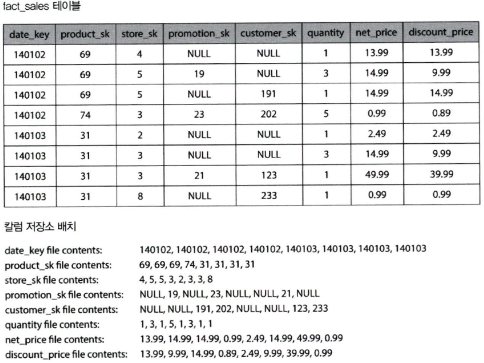 fact_sales 테이블
date_key product_sk store_sk promotion_sk customer_sk quantity net_price discount_price
140102 69 4 NULL NULL 1 13.99 13.99
140102 69 5 19 NULL 3 14.99 9.99
140102 69 5 NULL 191 1 14.99 14.99
140102 74 3 23 202 5 0.99 0.89
140103 31 2 NULL NULL 1 2.49 2.49
140103 31 3 NULL NULL 3 14.99 9.99
140103 31 3 21 123 1 49.99 39.99
140103 31 8 NULL 233 1 0.99 0.99
칼럼 저장소 배치
date_key file contents: 140102, 140102, 140102, 140102, 140103, 140103, 140103, 140103
product_sk file contents: 69, 69, 69, 74, 31, 31, 31, 31
store_sk file contents: 4, 5, 5, 3, 2, 3, 3, 8
promotion_sk file contents: NULL, 19, NULL, 23, NULL, NULL, 21, NULL
customer_sk file contents: NULL, NULL, 191, 202, NULL, NULL, 123, 233
quantity file contents: 1, 3, 1, 5, 1, 3, 1, 1
net_price file contents: 13.99, 14.99, 14.99, 0.99, 2.49, 14.99, 49.99, 0.99
discount_price file contents: 13.99, 9.99, 14.99, 0.89, 2.49, 9.99, 39.99, 0.99